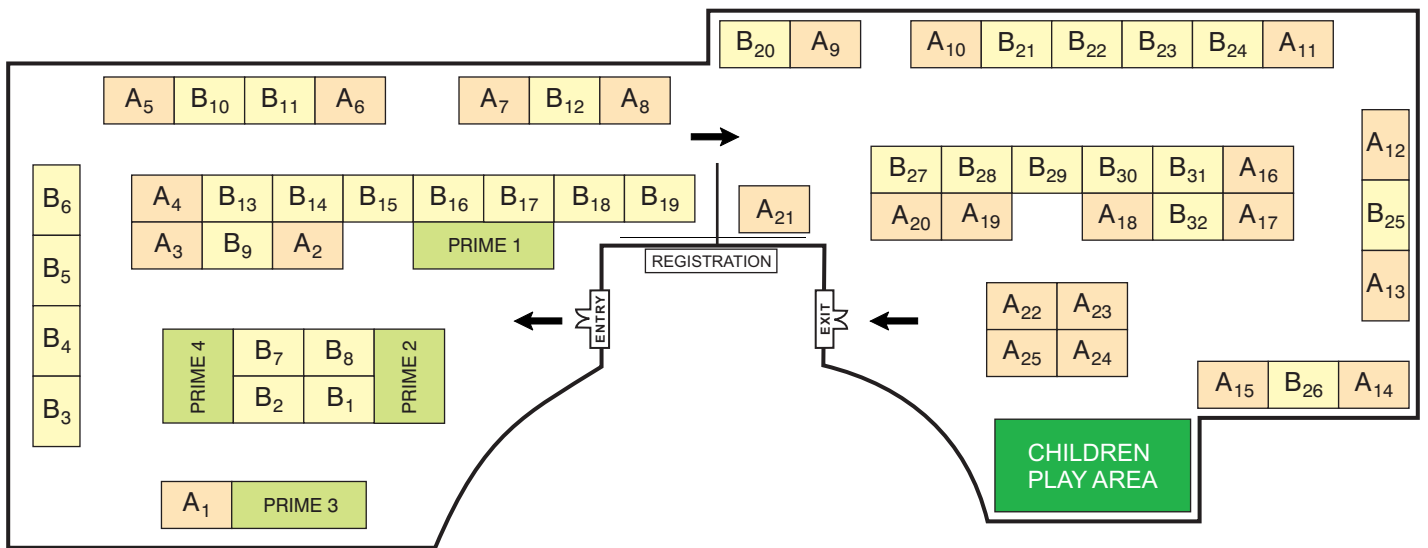 B20 A9 A10 B21 B22 B23 B24 A11
A5 B10 B11 A6 A7 B12 A8
A12
B25
A13
B27 B28 B29 B30 B31 A16
A20 A19 A18 B32 A17
B6
B5
B4
B3
A4 B13 B14 B15 B16 B17 B18 B19
A3 B9 A2 PRIME 1
A21
REGISTRATION
ENTRY
EXIT
A22 A23
A25 A24
PRIME 4
B7 B8
B2 B1
PRIME 2
A15 B26 A14
CHILDREN
PLAY AREA
A1 PRIME 3